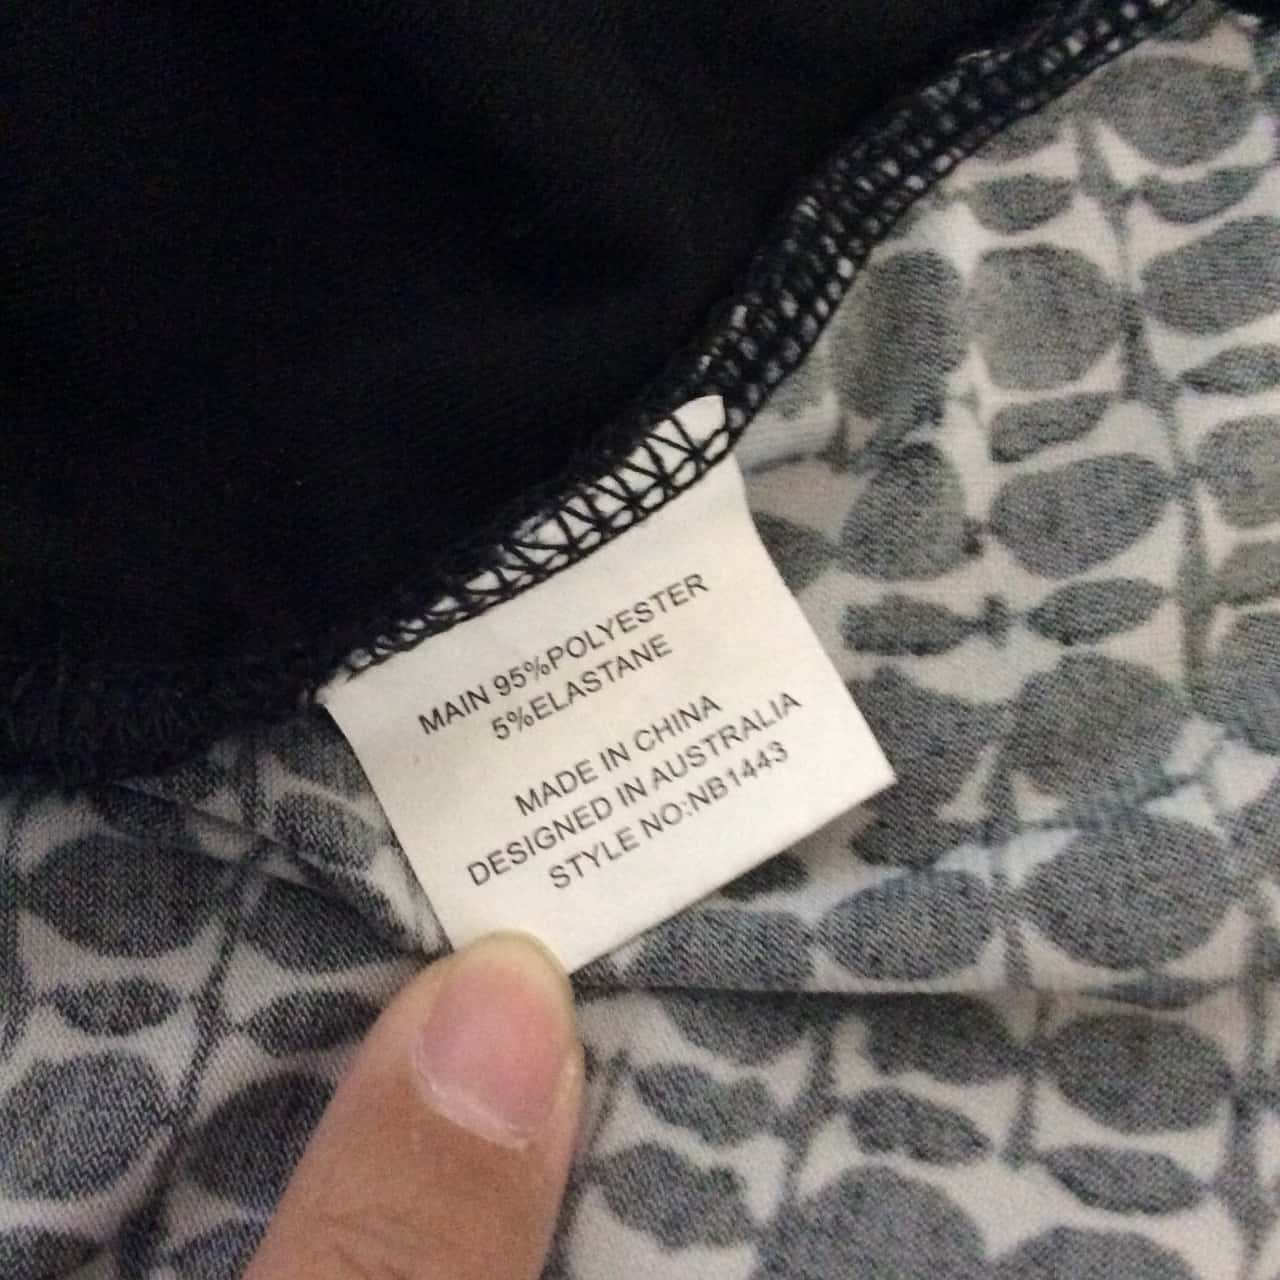 MAIN 95%POLYESTER
5%ELASTANE
MADE IN CHINA
DESIGNED IN AUSTRALIA
STYLE NO:NB1443